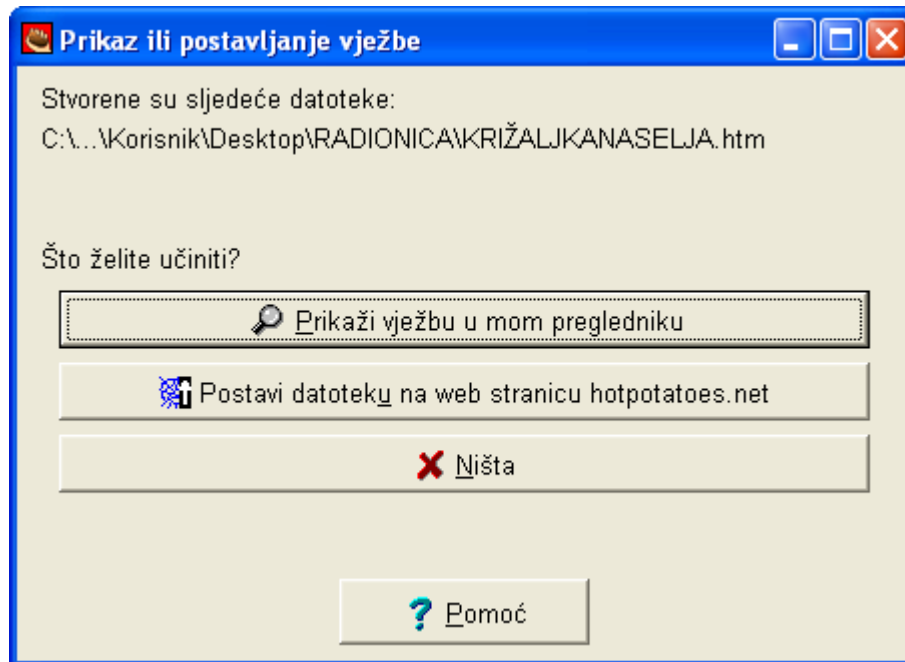 Prikaz ili postavljanje vježbe
Stvorene su sljedeće datoteke:
C:\...\Korisnik\Desktop\RADIONICA\KRIŽALJKANASELJA.htm
Što želite učiniti?
Prikaži vježbu u mom pregledniku
Postavi datoteku na web stranicu hotpotatoes.net
Ništa
? Pomoć